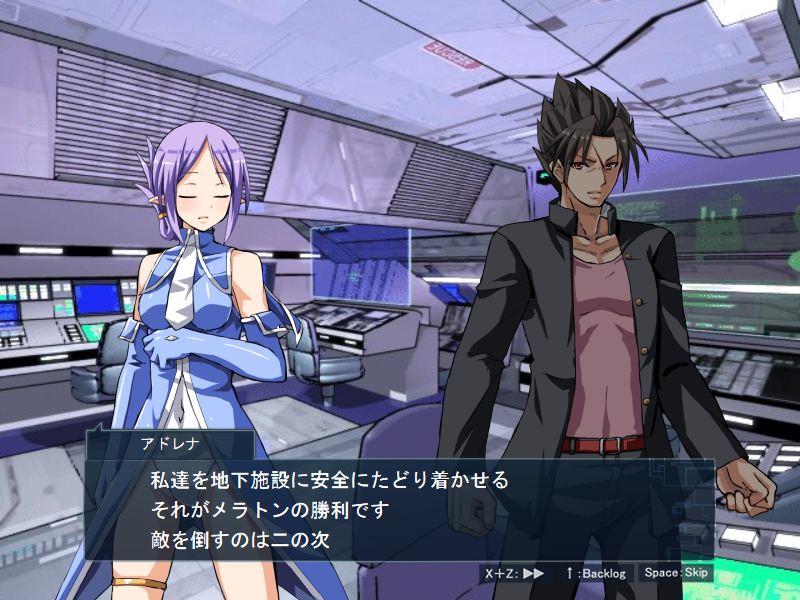 RESCUE
アドレナ
私達を地下施設に安全にたどり着かせる
それがメラトンの勝利です
敵を倒すのは二の次
X+Z:▶▶ ↑:Backlog Space:Skip